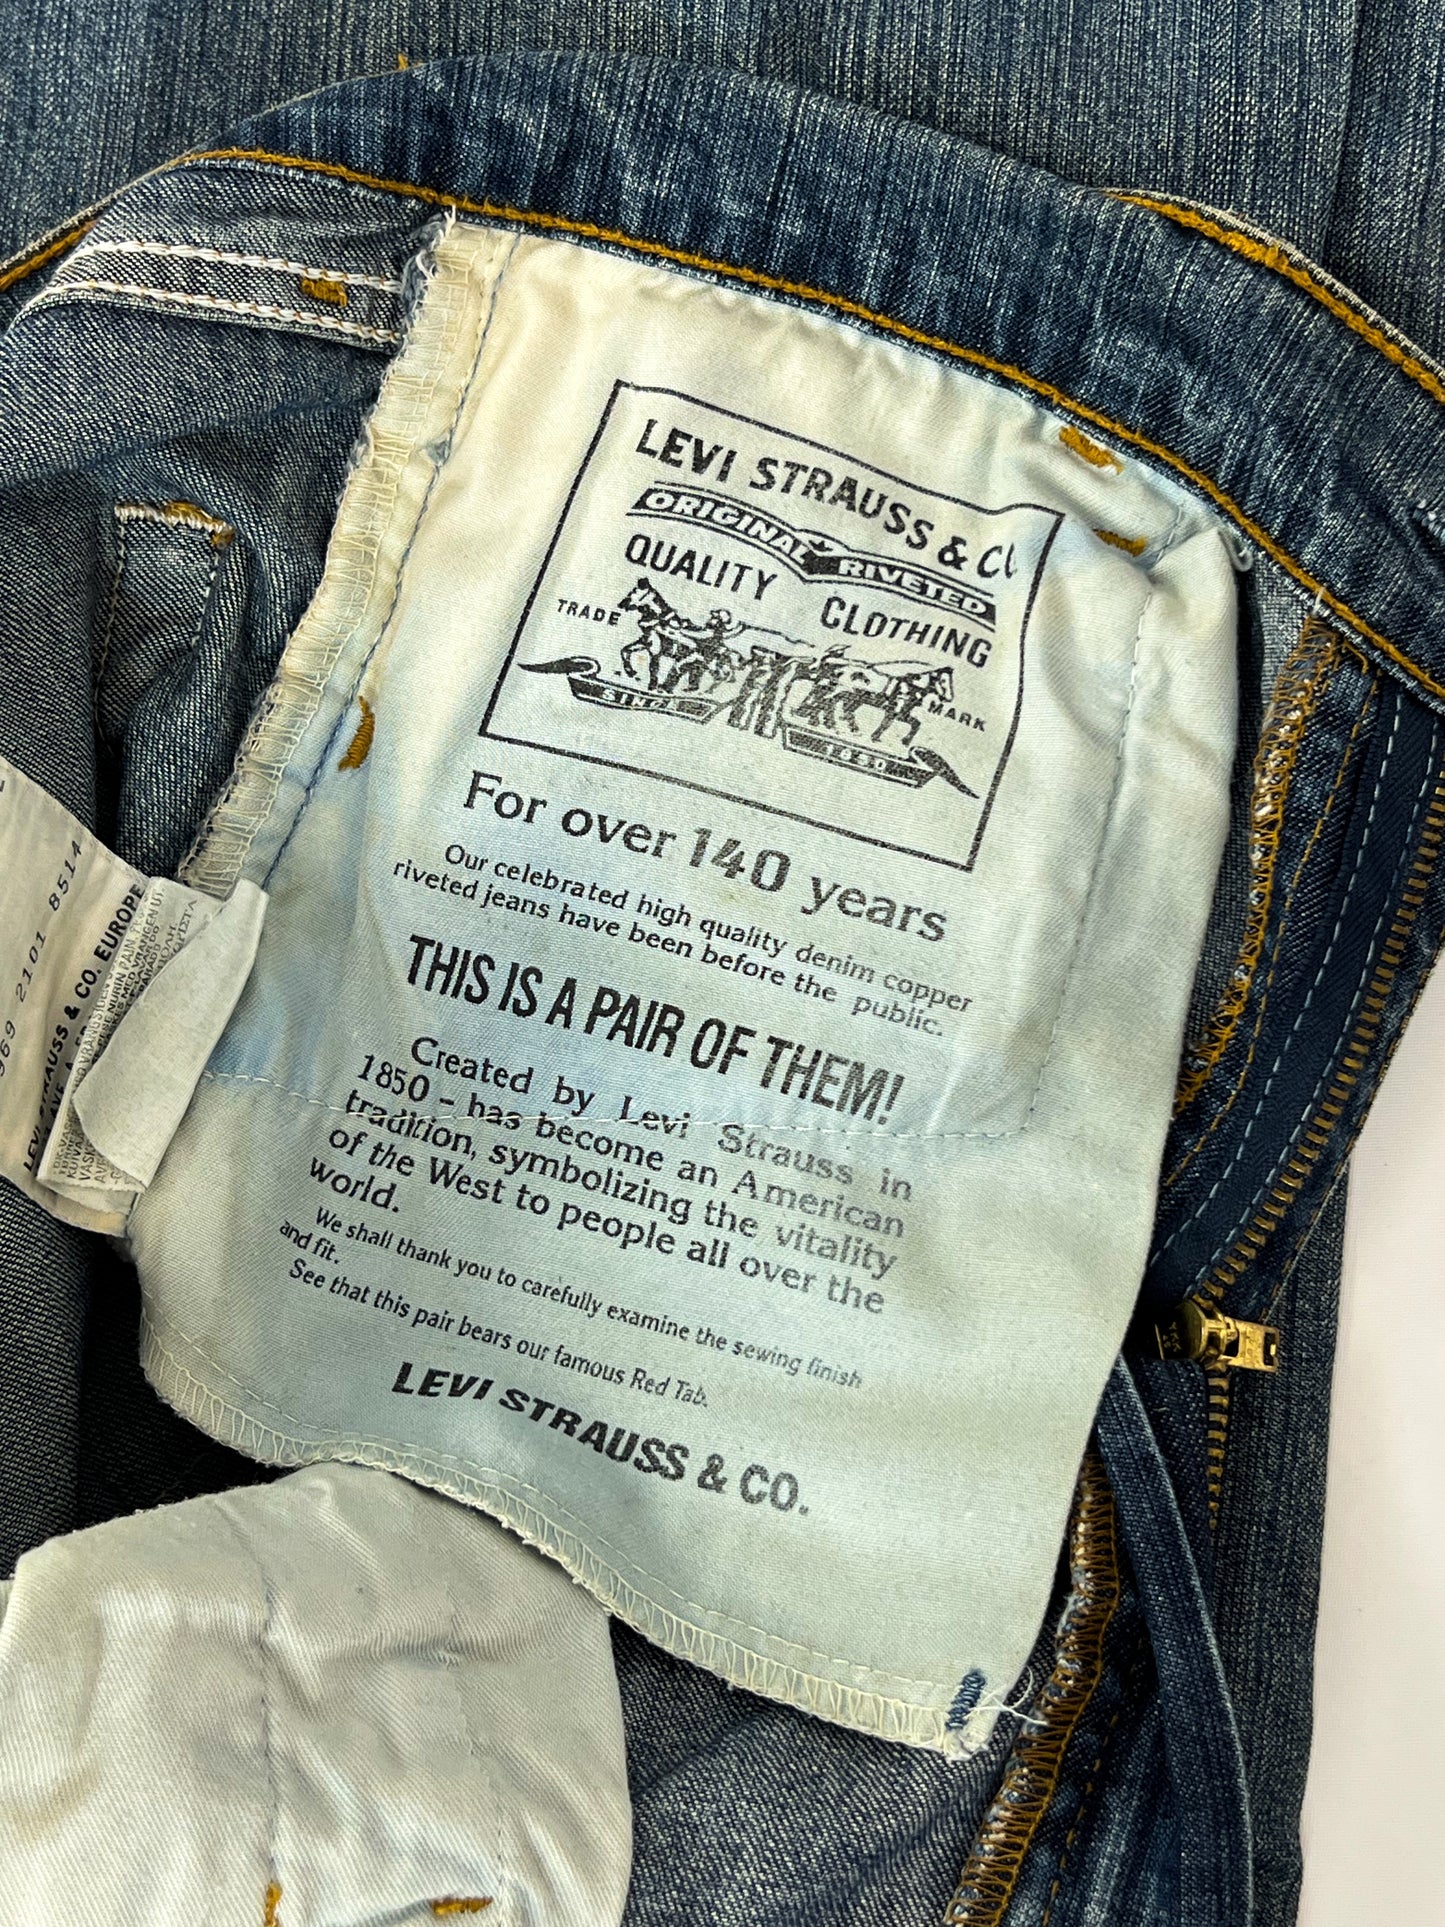 LEVI STRAUSS & CO
ORIGINAL RIVETED
QUALITY CLOTHING
TRADE MARK
SINCE 1850
For over 140 years
Our celebrated high quality denim copper
riveted jeans have been before the public.
THIS IS A PAIR OF THEM!
Created by Levi Strauss in
1850 – has become an American
tradition, symbolizing the vitality
of the West to people all over the
world.
We shall thank you to carefully examine the sewing finish
and fit.
See that this pair bears our famous Red Tab.
LEVI STRAUSS & CO.
969 2101 8514
LEVI STRAUSS & CO. EUROPE